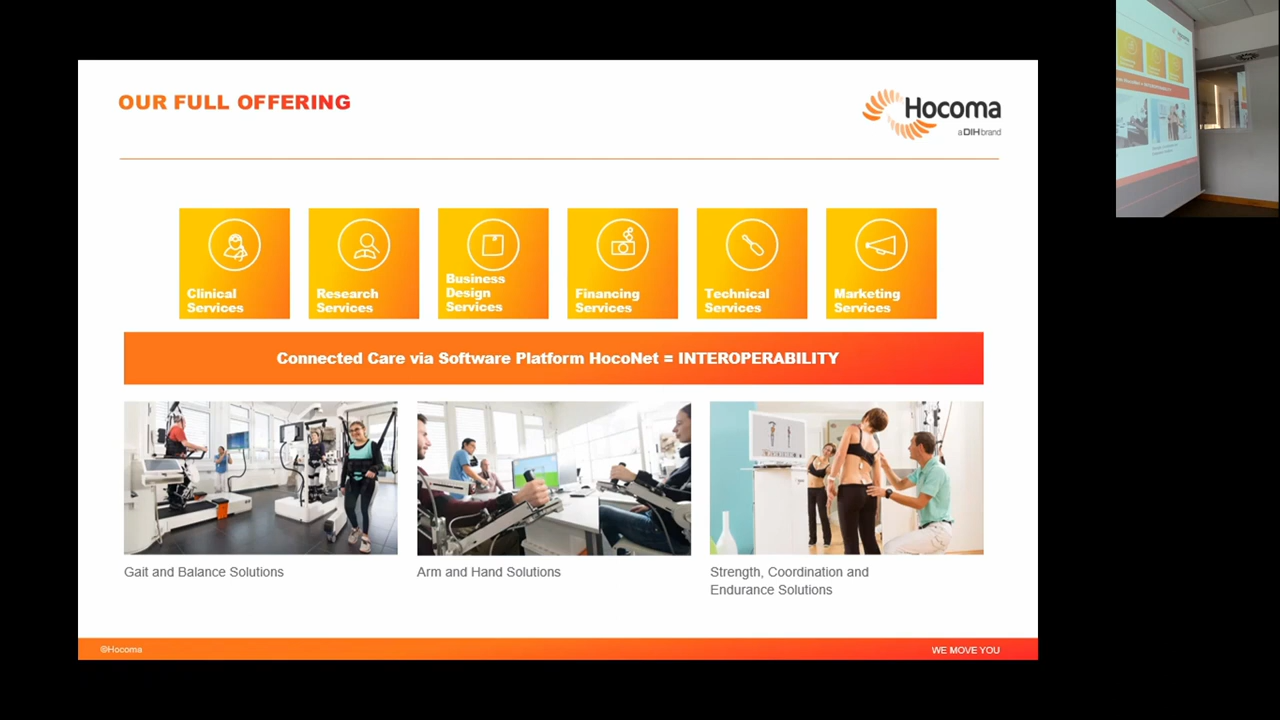 OUR FULL OFFERING
Hocoma
a DIH brand
Clinical
Services
Research
Services
Business
Design
Services
Financing
Services
Technical
Services
Marketing
Services
Connected Care via Software Platform HocoNet = INTEROPERABILITY
Gait and Balance Solutions
Arm and Hand Solutions
Strength, Coordination and
Endurance Solutions
©Hocoma
WE MOVE YOU